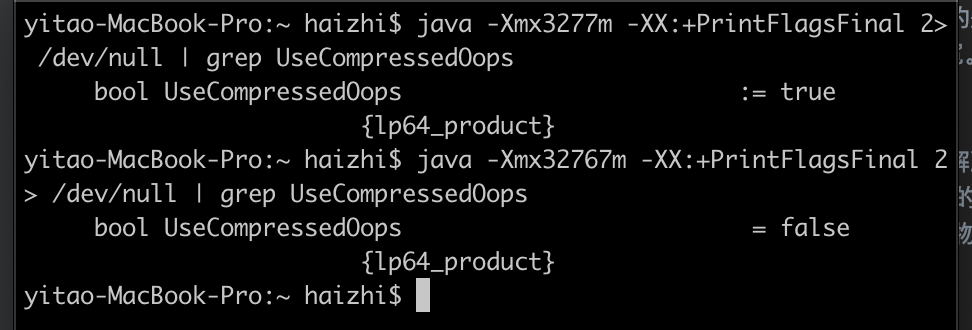 yitao-MacBook-Pro:~ haizhi$ java -Xmx3277m -XX:+PrintFlagsFinal 2>
/dev/null | grep UseCompressedOops
bool UseCompressedOops := true
{lp64_product}
yitao-MacBook-Pro:~ haizhi$ java -Xmx32767m -XX:+PrintFlagsFinal 2
> /dev/null | grep UseCompressedOops
bool UseCompressedOops = false
{lp64_product}
yitao-MacBook-Pro:~ haizhi$